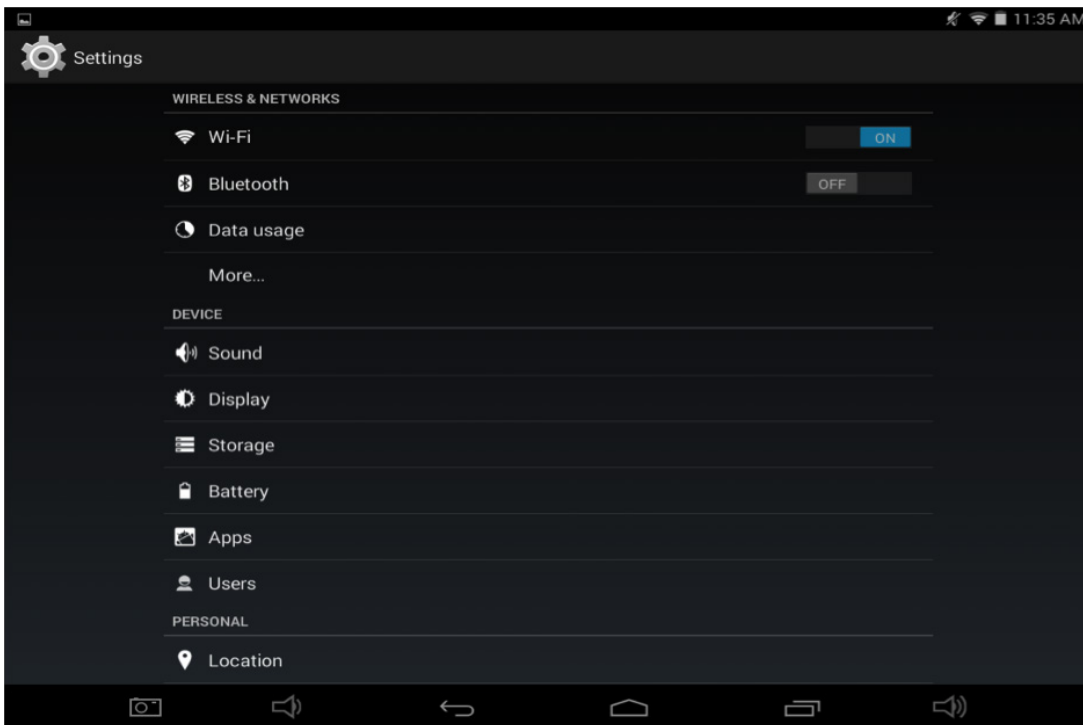 11:35 AM
Settings
WIRELESS & NETWORKS
Wi-Fi
ON
Bluetooth
OFF
Data usage
More...
DEVICE
Sound
Display
Storage
Battery
Apps
Users
PERSONAL
Location